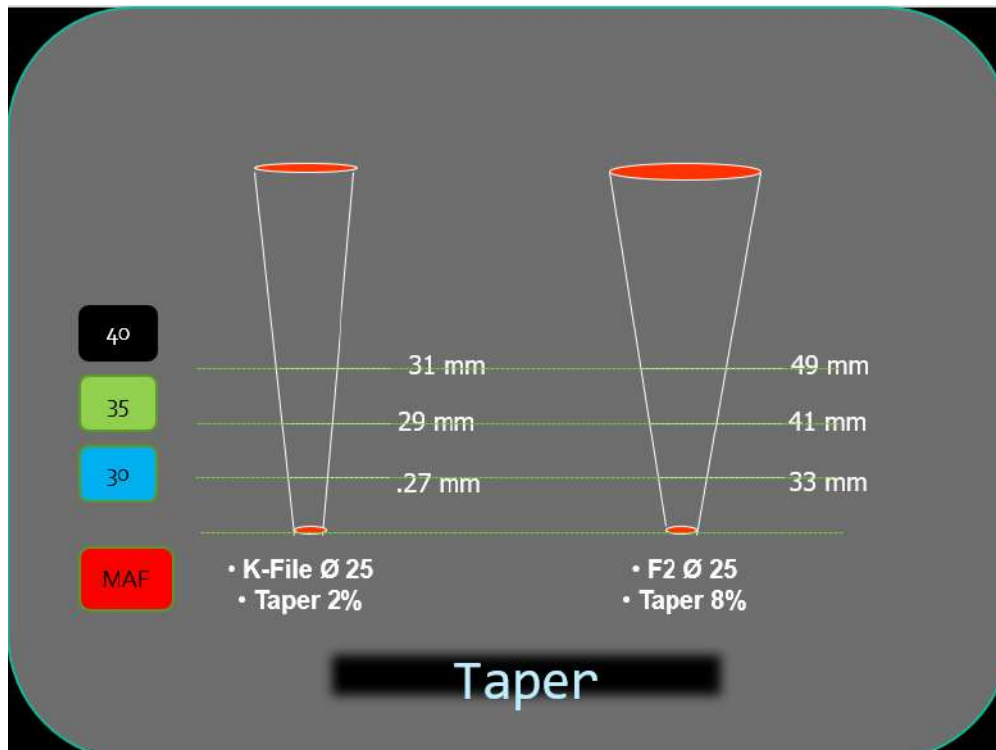 40
31 mm
49 mm
35
29 mm
41 mm
30
.27 mm
33 mm
MAF
• K-File Ø 25
• Taper 2%
• F2 Ø 25
• Taper 8%
Taper